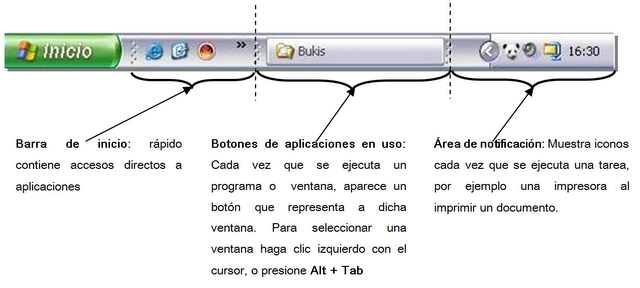 Inicio
»
Bukis
16:30
Barra de inicio: rápido
contiene accesos directos a
aplicaciones
Botones de aplicaciones en uso:
Cada vez que se ejecuta un
programa o ventana, aparece un
botón que representa a dicha
ventana. Para seleccionar una
ventana haga clic izquierdo con el
cursor, o presione Alt + Tab
Área de notificación: Muestra iconos
cada vez que se ejecuta una tarea,
por ejemplo una impresora al
imprimir un documento.